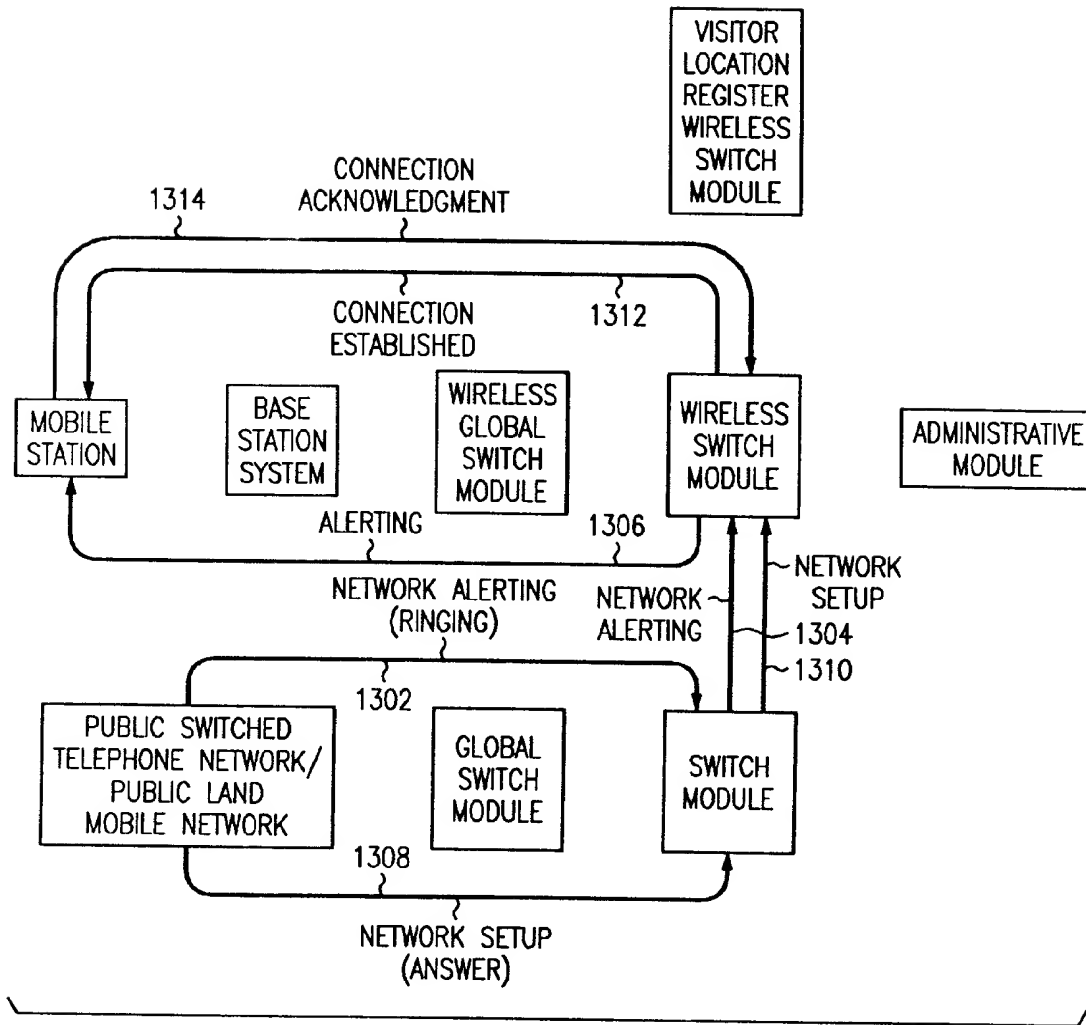 VISITOR
LOCATION
REGISTER
WIRELESS
SWITCH
MODULE
CONNECTION
ACKNOWLEDGMENT
1314
1312
CONNECTION
ESTABLISHED
MOBILE
STATION
BASE
STATION
SYSTEM
WIRELESS
GLOBAL
SWITCH
MODULE
WIRELESS
SWITCH
MODULE
ADMINISTRATIVE
MODULE
ALERTING
1306
NETWORK ALERTING
(RINGING)
NETWORK
ALERTING
NETWORK
SETUP
1304
1310
1302
PUBLIC SWITCHED
TELEPHONE NETWORK/
PUBLIC LAND
MOBILE NETWORK
GLOBAL
SWITCH
MODULE
SWITCH
MODULE
1308
NETWORK SETUP
(ANSWER)